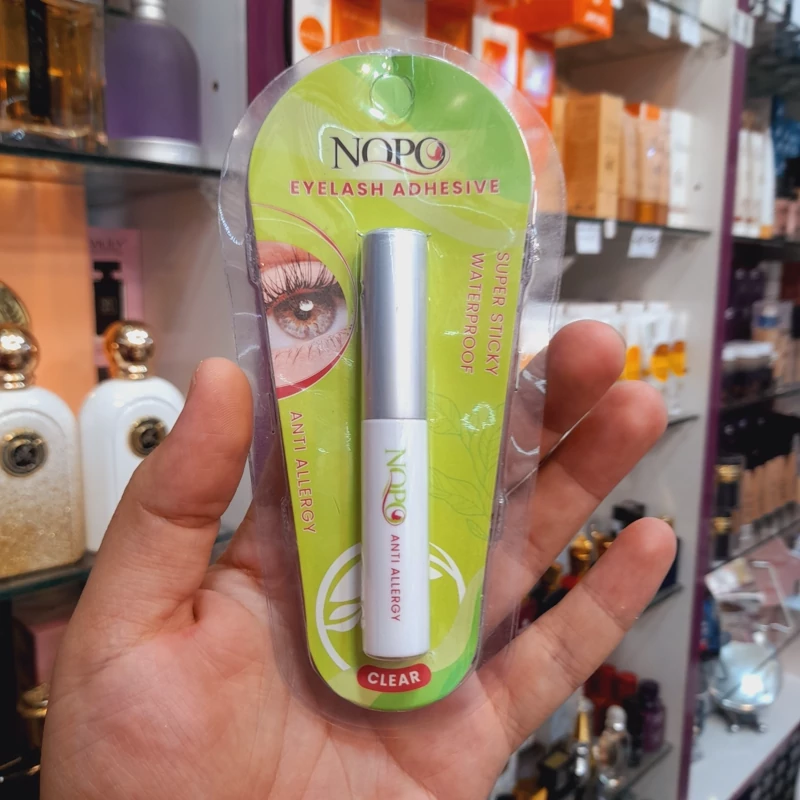 NOPO
EYELASH ADHESIVE
SUPER STICKY
WATERPROOF
ANTI ALLERGY
NOPO
ANTI ALLERGY
CLEAR